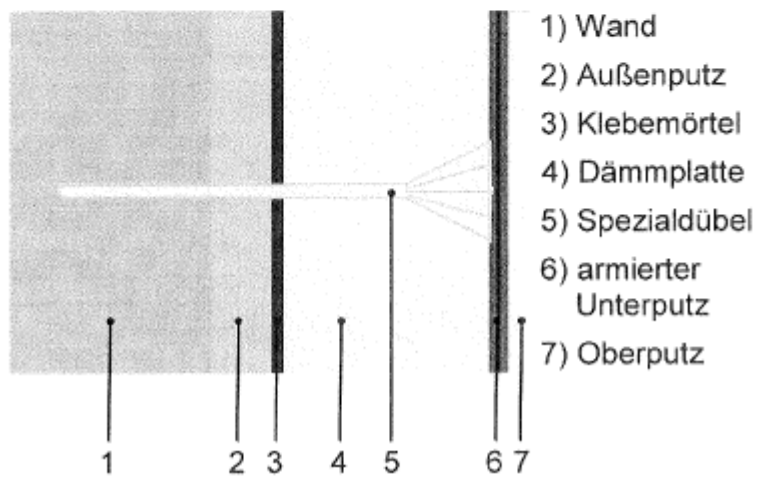 1) Wand
2) Außenputz
3) Klebemörtel
4) Dämmplatte
5) Spezialdübel
6) armierter
Unterputz
7) Oberputz
1 2 3 4 5 6 7